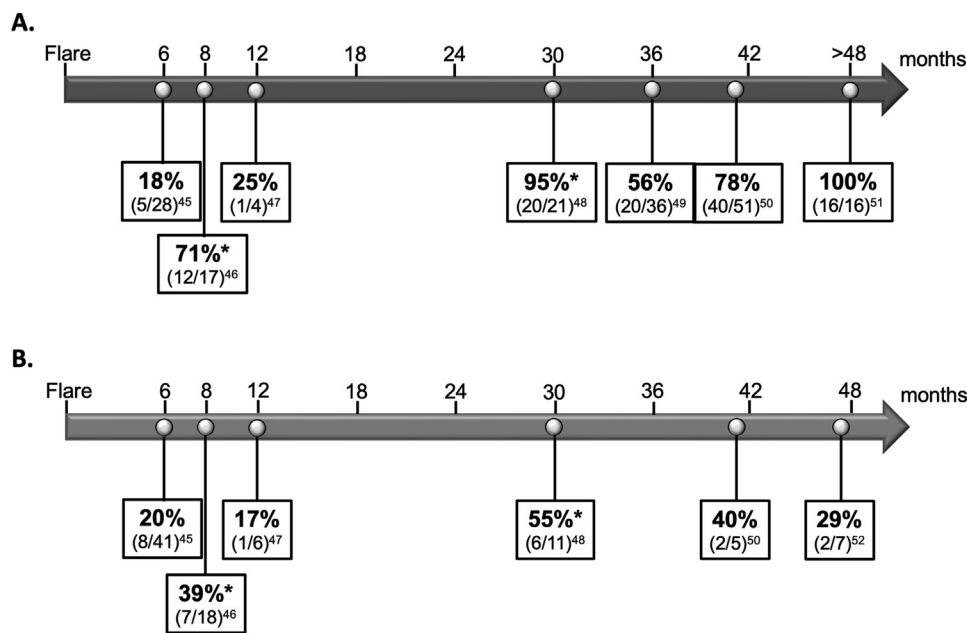 A.
Flare 6 8 12 18 24 30 36 42 >48 months
18% 25% 95%* 56% 78% 100%
(5/28)45 (1/4)47 (20/21)48 (20/36)49 (40/51)50 (16/16)51
71%*
(12/17)46
B.
Flare 6 8 12 18 24 30 36 42 48 months
20% 17% 55%* 40% 29%
(8/41)45 (1/6)47 (6/11)48 (2/5)50 (2/7)52
39%*
(7/18)46